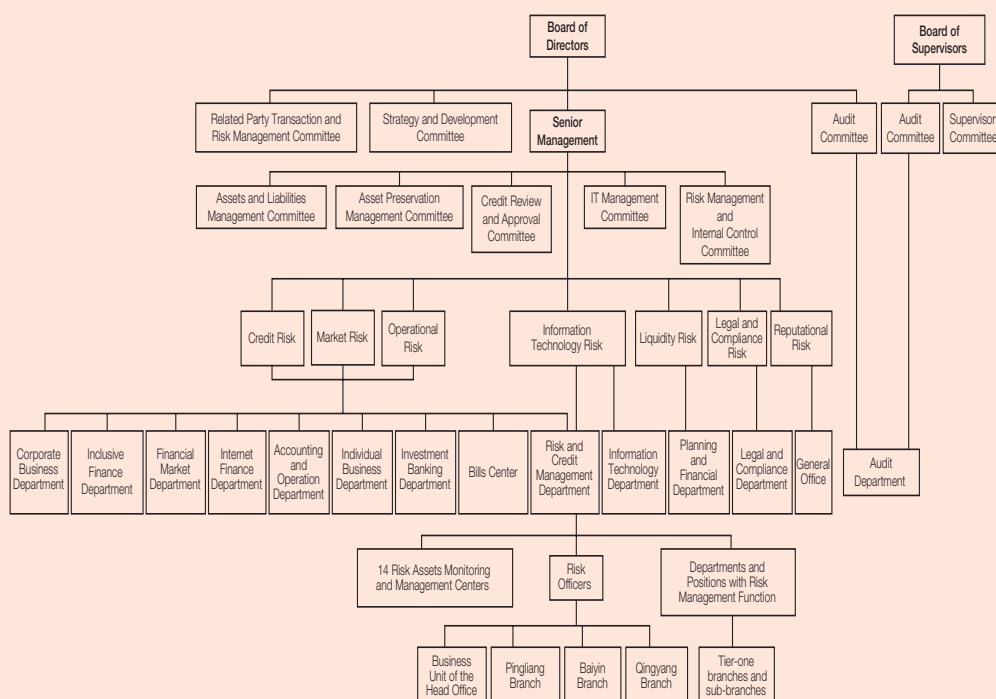 Board of
Directors
Board of
Supervisors
Related Party Transaction and
Risk Management Committee
Strategy and Development
Committee
Senior
Management
Audit
Committee
Audit
Committee
Supervisor
Committee
Assets and Liabilities
Management Committee
Asset Preservation
Management Committee
Credit Review
and Approval
Committee
IT Management
Committee
Risk Management
and
Internal Control
Committee
Credit Risk
Market Risk
Operational
Risk
Information
Technology Risk
Liquidity Risk
Legal and
Compliance
Risk
Reputational
Risk
Corporate
Business
Department
Inclusive
Finance
Department
Financial
Market
Department
Internet
Finance
Department
Accounting
and
Operation
Department
Individual
Business
Department
Investment
Banking
Department
Bills Center
Risk and
Credit
Management
Department
Information
Technology
Department
Planning
and
Financial
Department
Legal and
Compliance
Department
General
Office
Audit
Department
14 Risk Assets Monitoring
and Management Centers
Risk
Officers
Departments and
Positions with Risk
Management Function
Business
Unit of the
Head Office
Pingliang
Branch
Baiyin
Branch
Qingyang
Branch
Tier-one
branches and
sub-branches